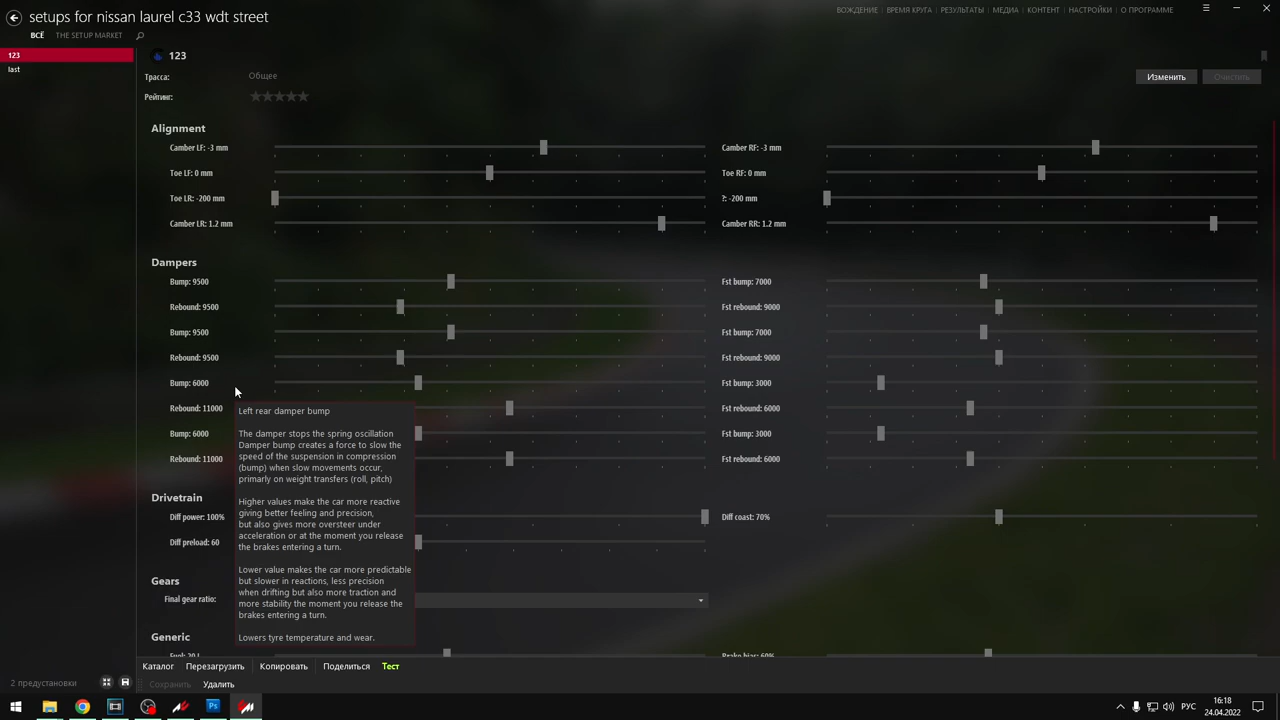 setups for nissan laurel c33 wdt street
ВОЖДЕНИЕ ВРЕМЯ КРУГА РЕЗУЛЬТАТЫ МЕДИА КОНТЕНТ НАСТРОЙКИ О ПРОГРАММЕ
ВСЁ THE SETUP MARKET
123
last
123
Трасса: Общее
Рейтинг:
Изменить Очистить
Alignment
Camber LF: -3 mm Camber RF: -3 mm
Toe LF: 0 mm Toe RF: 0 mm
Toe LR: -200 mm ?: -200 mm
Camber LR: 1.2 mm Camber RR: 1.2 mm
Dampers
Bump: 9500 Fst bump: 7000
Rebound: 9500 Fst rebound: 9000
Bump: 9500 Fst bump: 7000
Rebound: 9500 Fst rebound: 9000
Bump: 6000 Fst bump: 3000
Rebound: 11000 Fst rebound: 6000
Bump: 6000 Fst bump: 3000
Rebound: 11000 Fst rebound: 6000
Left rear damper bump
The damper stops the spring oscillation
Damper bump creates a force to slow the
speed of the suspension in compression
(bump) when slow movements occur,
primarly on weight transfers (roll, pitch)
Higher values make the car more reactive
giving better feeling and precision,
but also gives more oversteer under
acceleration or at the moment you release
the brakes entering a turn.
Lower value makes the car more predictable
but slower in reactions, less precision
when drifting but also more traction and
more stability the moment you release the
brakes entering a turn.
Lowers tyre temperature and wear.
Drivetrain
Diff power: 100% Diff coast: 70%
Diff preload: 60
Gears
Final gear ratio:
Generic
Fuel: 20 L Brake bias: 60%
Каталог Перезагрузить Копировать Поделиться Тест
2 предустановки Сохранить Удалить
Ps
РУС
16:18
24.04.2022